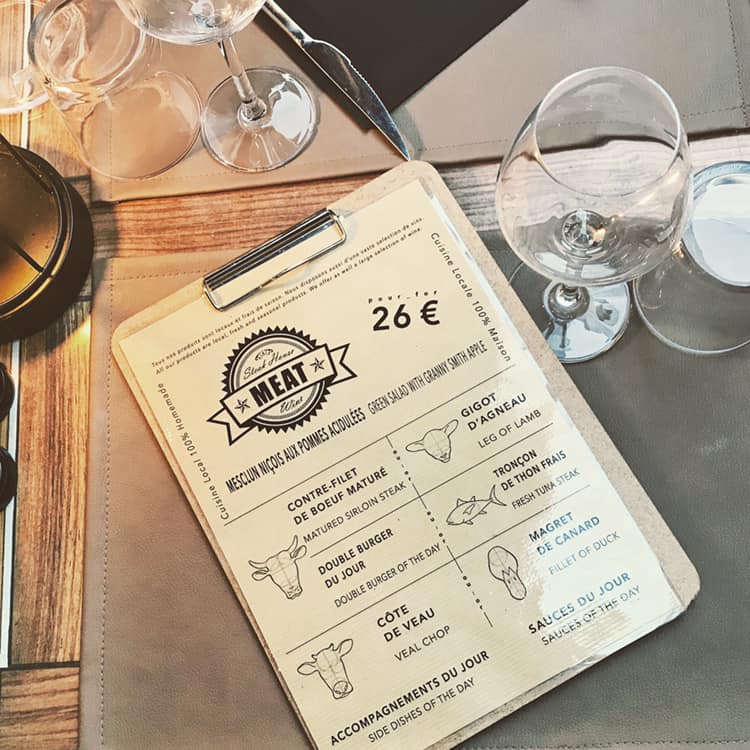 Tous nos produits sont locaux et frais de saison. Nous disposons aussi d'une vaste selection de vins.
All our products are local, fresh and seasonal products. We offer as well a large selection of wine
Cuisine Local 100% Homemade
Cuisine Locale 100% Maison
Steak House
MEAT
Wine
pour-for
26 €
MESCLUN NIÇOIS AUX POMMES ACIDULÉES GREEN SALAD WITH GRANNY SMITH APPLE
CONTRE-FILET
DE BOEUF MATURÉ
MATURED SIRLOIN STEAK
GIGOT
D'AGNEAU
LEG OF LAMB
DOUBLE BURGER
DU JOUR
DOUBLE BURGER OF THE DAY
TRONÇON
DE THON FRAIS
FRESH TUNA STEAK
CÔTE
DE VEAU
VEAL CHOP
MAGRET
DE CANARD
FILLET OF DUCK
ACCOMPAGNEMENTS DU JOUR
SIDE DISHES OF THE DAY
SAUCES DU JOUR
SAUCES OF THE DAY